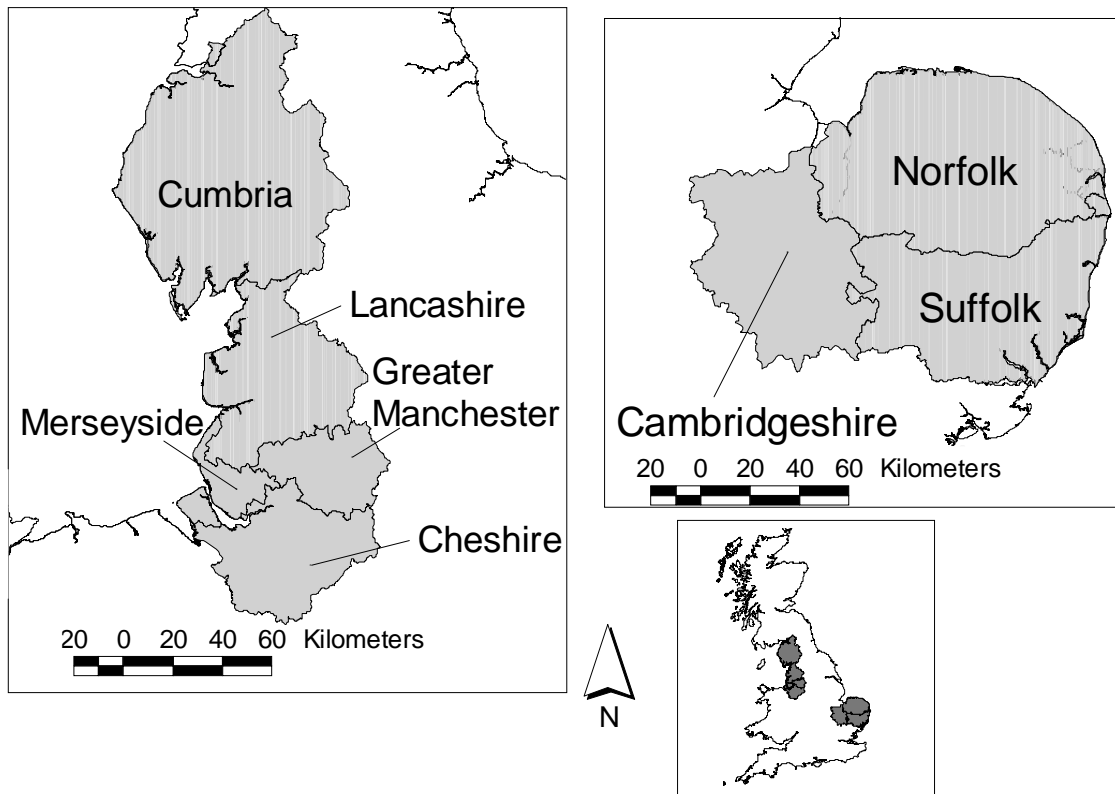 Cumbria
Lancashire
Greater
Manchester
Merseyside
Cheshire
20 0 20 40 60 Kilometers
Norfolk
Suffolk
Cambridgeshire
20 0 20 40 60 Kilometers
N